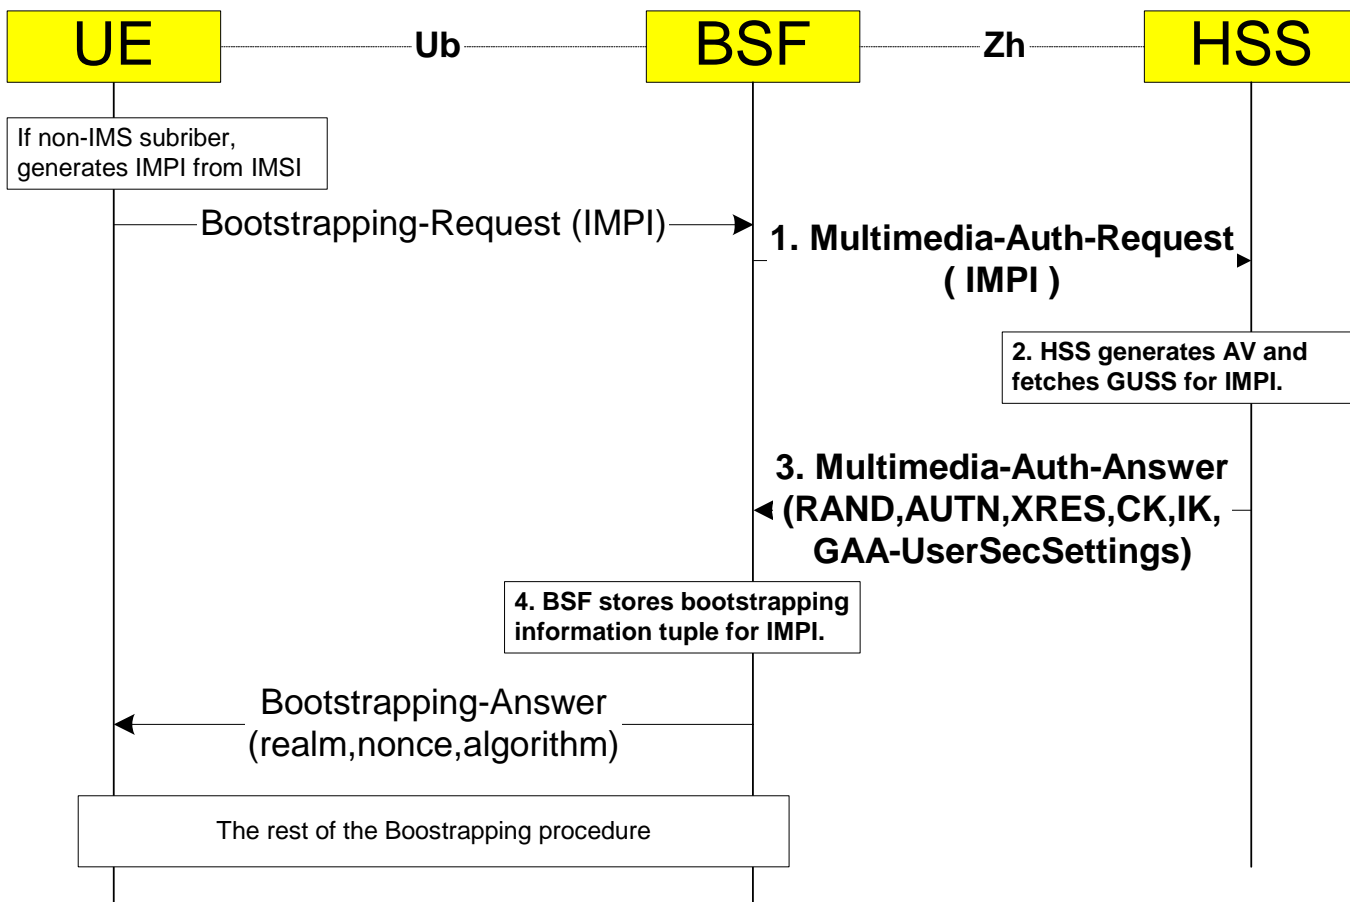 UE
Ub
BSF
Zh
HSS
If non-IMS subriber,
generates IMPI from IMSI
Bootstrapping-Request (IMPI)
1. Multimedia-Auth-Request
( IMPI )
2. HSS generates AV and
fetches GUSS for IMPI.
3. Multimedia-Auth-Answer
(RAND,AUTN,XRES,CK,IK,
GAA-UserSecSettings)
4. BSF stores bootstrapping
information tuple for IMPI.
Bootstrapping-Answer
(realm,nonce,algorithm)
The rest of the Boostrapping procedure